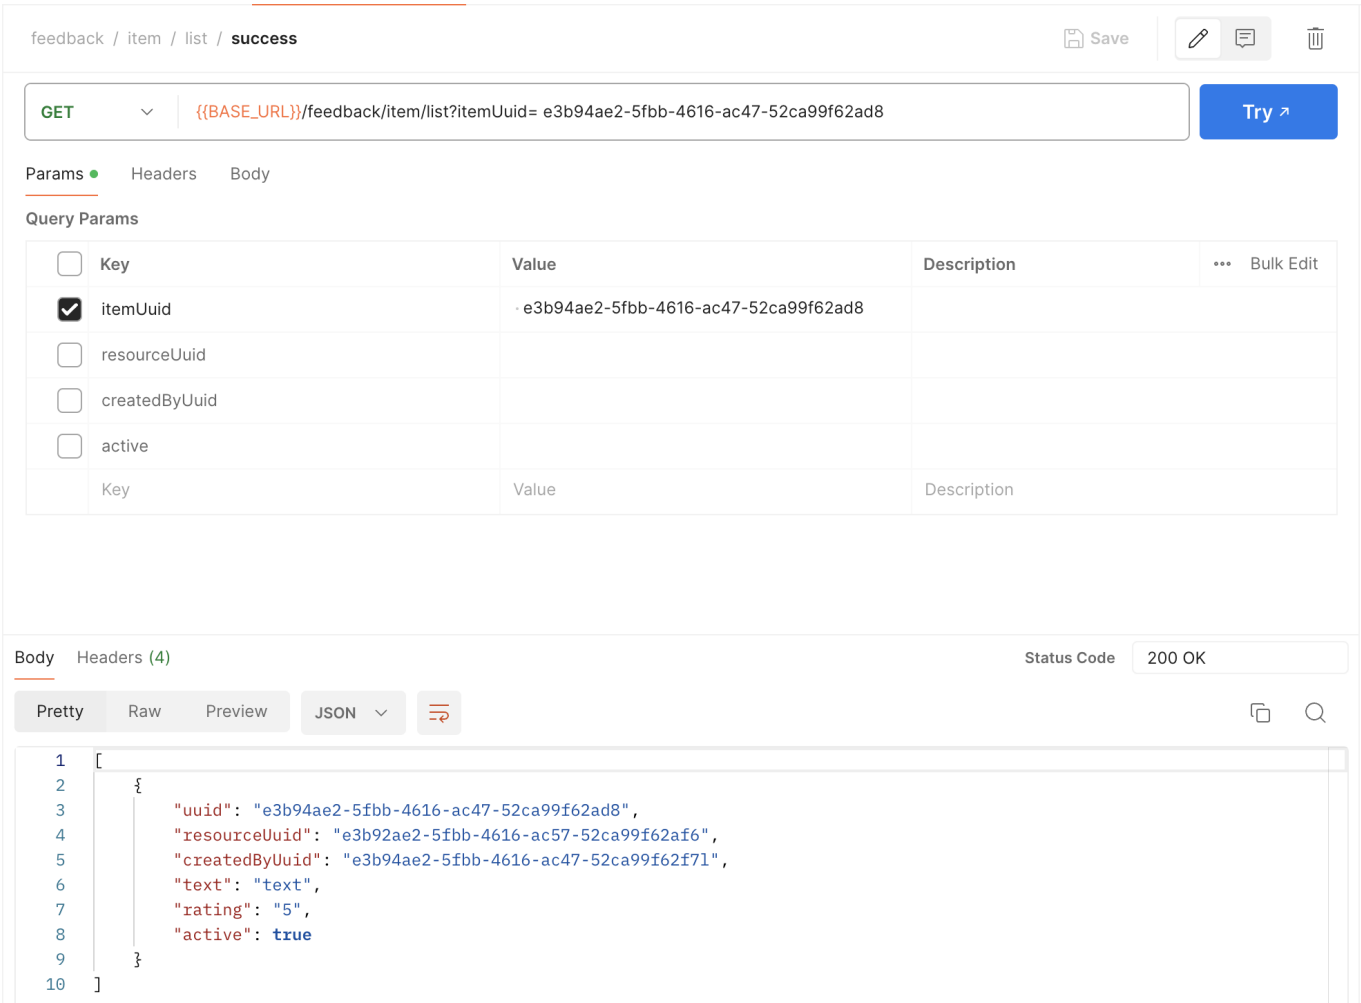 feedback / item / list / success
Save
GET
{{BASE_URL}}/feedback/item/list?itemUuid= e3b94ae2-5fbb-4616-ac47-52ca99f62ad8
Try ↗
Params
Headers
Body
Query Params
Key
Value
Description
Bulk Edit
itemUuid
e3b94ae2-5fbb-4616-ac47-52ca99f62ad8
resourceUuid
createdByUuid
active
Key
Value
Description
Body
Headers (4)
Status Code
200 OK
Pretty
Raw
Preview
JSON
1 [
2 {
3 "uuid": "e3b94ae2-5fbb-4616-ac47-52ca99f62ad8",
4 "resourceUuid": "e3b92ae2-5fbb-4616-ac57-52ca99f62af6",
5 "createdByUuid": "e3b94ae2-5fbb-4616-ac47-52ca99f62f7l",
6 "text": "text",
7 "rating": "5",
8 "active": true
9 }
10 ]